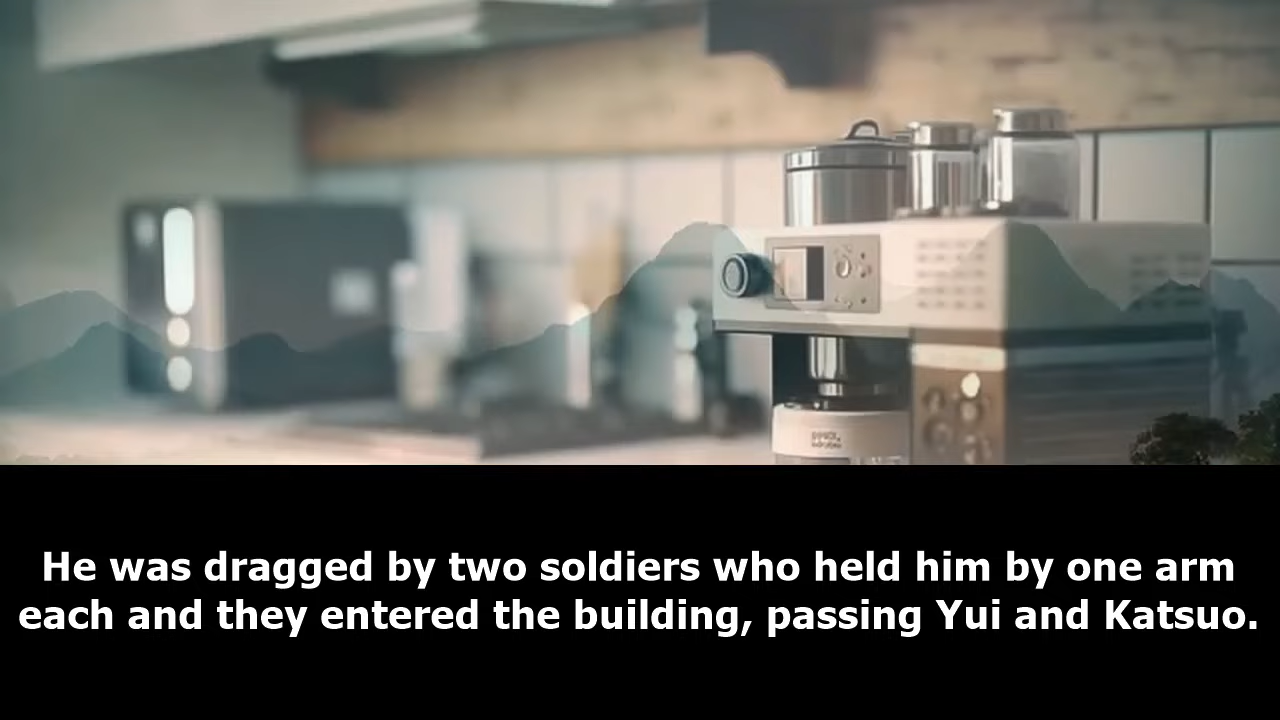 He was dragged by two soldiers who held him by one arm
each and they entered the building, passing Yui and Katsuo.